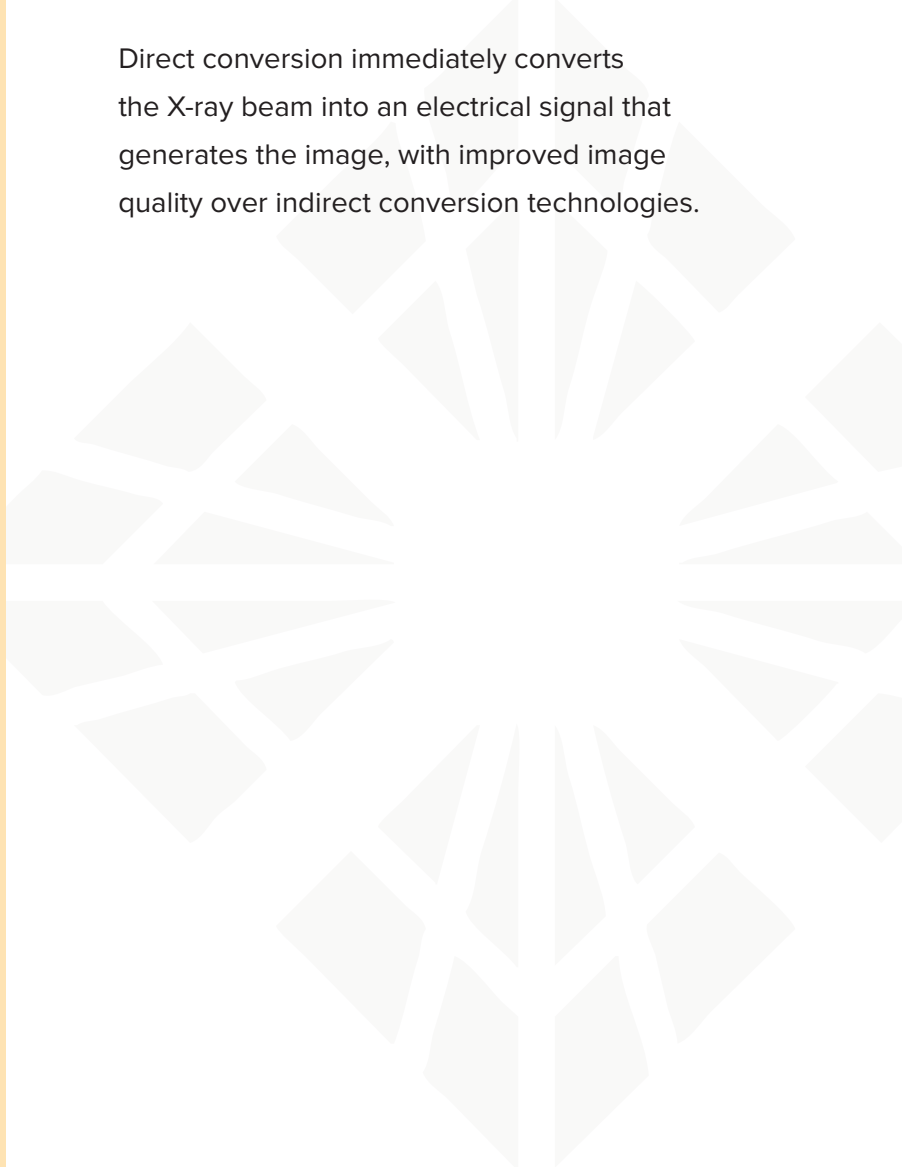 Direct conversion immediately converts
the X-ray beam into an electrical signal that
generates the image, with improved image
quality over indirect conversion technologies.